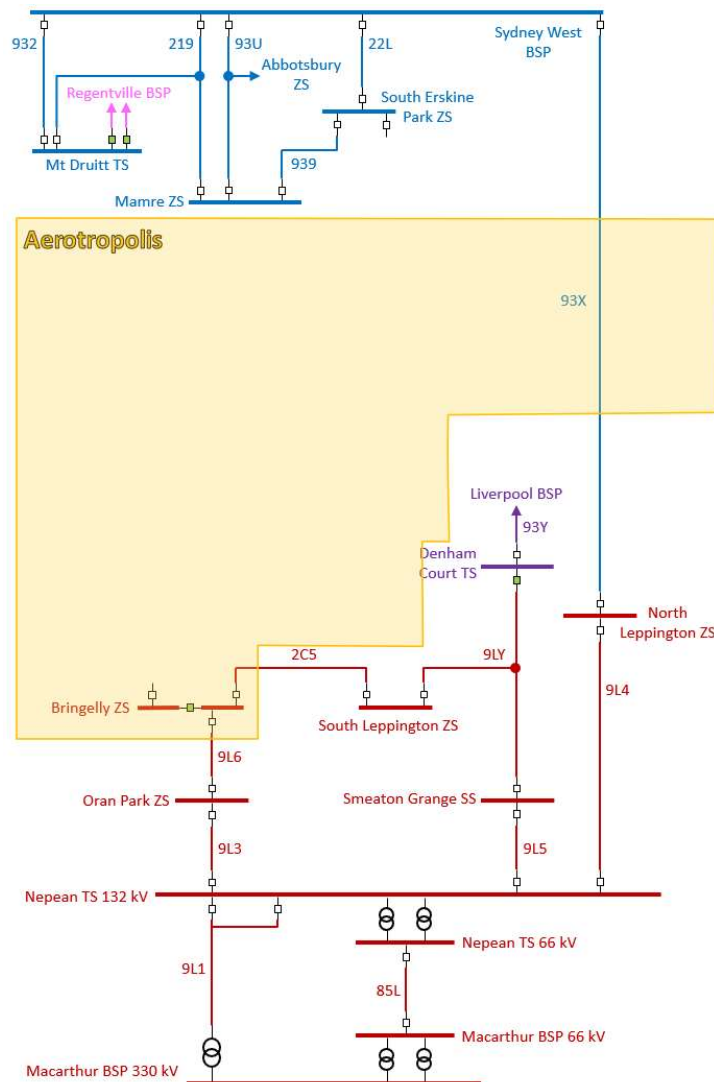 Sydney West
BSP
932
219
93U
22L
Abbotsbury
ZS
Regentville BSP
South Erskine
Park ZS
Mt Druitt TS
939
Mamre ZS
Aerotropolis
93X
Liverpool BSP
93Y
Denham
Court TS
North
Leppington ZS
2C5
9LY
9L4
Bringelly ZS
South Leppington ZS
9L6
Oran Park ZS
Smeaton Grange SS
9L3
9L5
Nepean TS 132 kV
Nepean TS 66 kV
9L1
85L
Macarthur BSP 66 kV
Macarthur BSP 330 kV